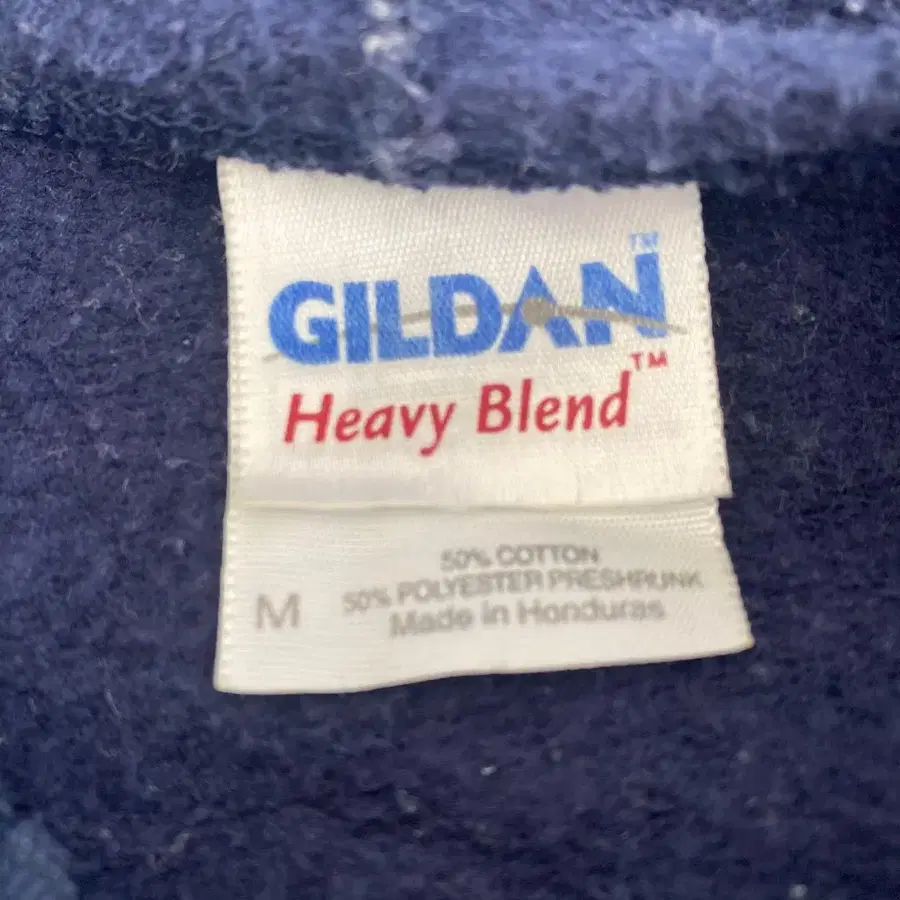 GILDAN™
Heavy Blend™
50% COTTON
50% POLYESTER PRESHRUNK
M
Made in Honduras